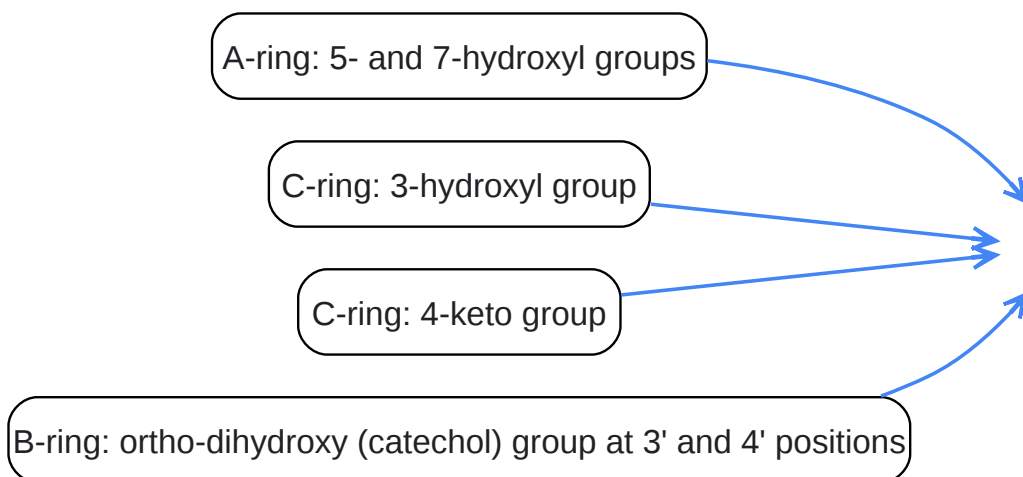 A-ring: 5- and 7-hydroxyl groups
C-ring: 3-hydroxyl group
C-ring: 4-keto group
B-ring: ortho-dihydroxy (catechol) group at 3' and 4' positions